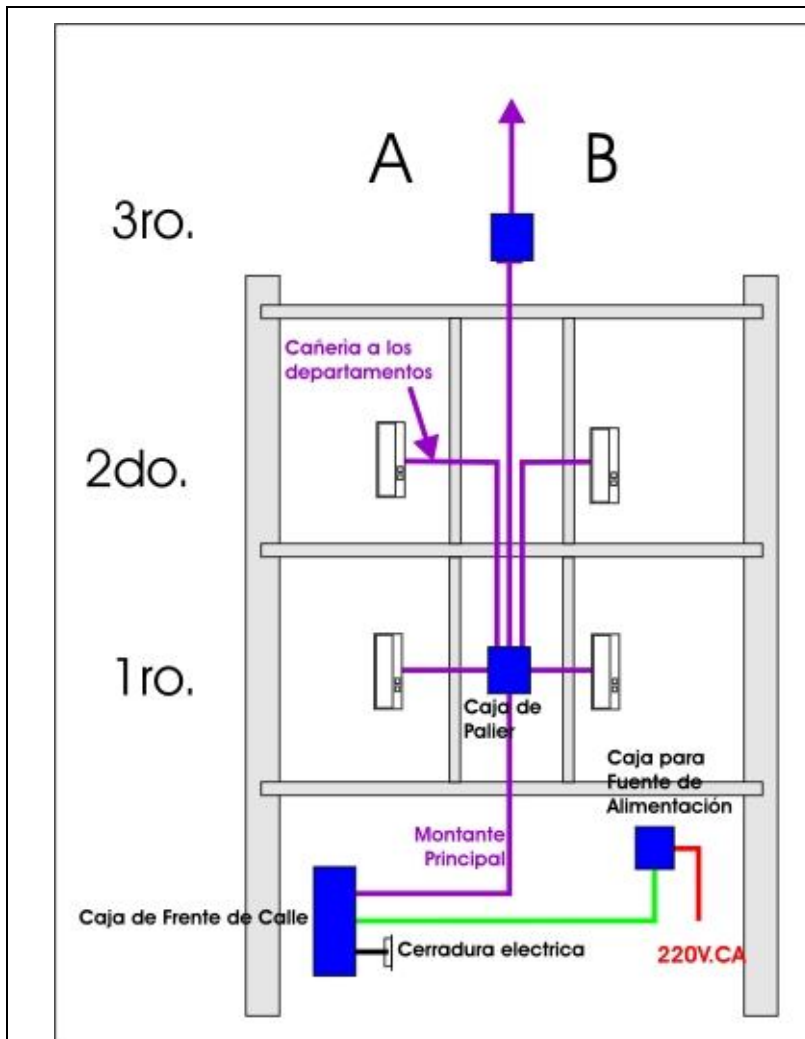 A
B
3ro.
Cañeria a los
departamentos
2do.
1ro.
Caja de
Palier
Caja para
Fuente de
Alimentación
Montante
Principal
Caja de Frente de Calle
Cerradura electrica
220V.CA